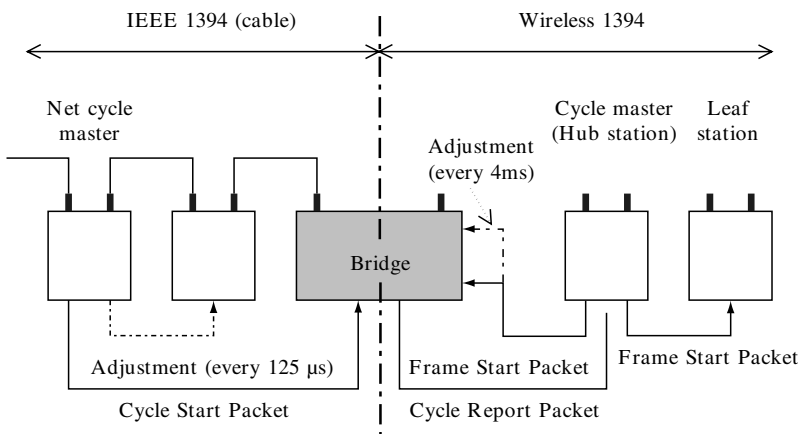 IEEE 1394 (cable)
Wireless 1394
Net cycle
master
Cycle master
(Hub station)
Leaf
station
Adjustment
(every 4ms)
Bridge
Adjustment (every 125 μs)
Frame Start Packet
Frame Start Packet
Cycle Start Packet
Cycle Report Packet